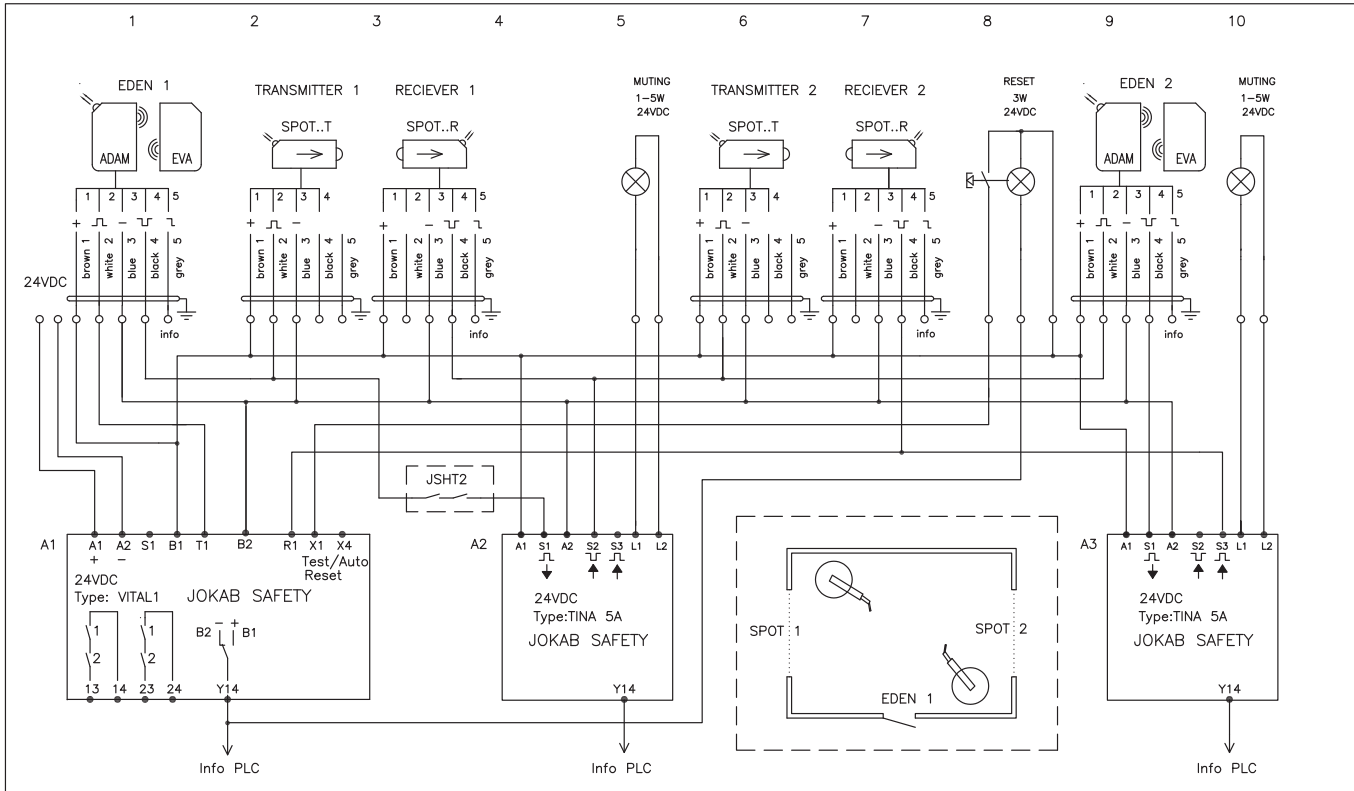 1 2 3 4 5 6 7 8 9 10
EDEN 1
ADAM
EVA
TRANSMITTER 1
SPOT..T
RECIEVER 1
SPOT..R
MUTING
1-5W
24VDC
TRANSMITTER 2
SPOT..T
RECIEVER 2
SPOT..R
RESET
3W
24VDC
EDEN 2
ADAM
EVA
MUTING
1-5W
24VDC
1 2 3 4 5
1 2 3 4
1 2 3 4 5
1 2 3 4
1 2 3 4 5
1 2 3 4 5
+ -
+ -
+ -
+ -
+ -
+ -
brown 1 white 2 blue 3 black 4 grey 5
brown 1 white 2 blue 3 black 4 grey 5
brown 1 white 2 blue 3 black 4 grey 5
brown 1 white 2 blue 3 black 4 grey 5
brown 1 white 2 blue 3 black 4 grey 5
brown 1 white 2 blue 3 black 4 grey 5
24VDC
info
info
info
info
JSHT2
A1
A1 A2 S1 B1 T1 B2 R1 X1 X4
+ -
Test/Auto
Reset
24VDC
Type: VITAL1
JOKAB SAFETY
1 1
2 2
B2 - + B1
13 14 23 24 Y14
Info PLC
A2
A1 S1 A2 S2 S3 L1 L2
24VDC
Type:TINA 5A
JOKAB SAFETY
Y14
Info PLC
SPOT 1
SPOT 2
EDEN 1
A3
A1 S1 A2 S2 S3 L1 L2
24VDC
Type:TINA 5A
JOKAB SAFETY
Y14
Info PLC